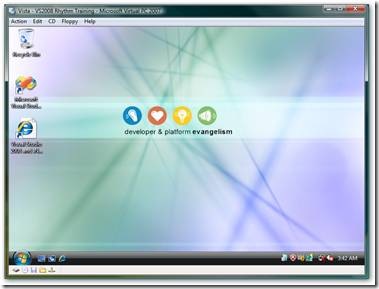 Vista - VS2008 Rhythm Training - Microsoft Virtual PC 2007
Action Edit CD Floppy Help
Recycle Bin
Microsoft
Visual Stud...
developer & platform evangelism
Visual Studio
2008 and
3:42 AM